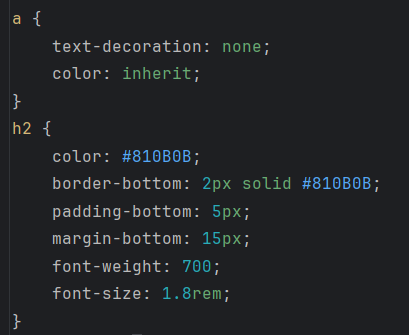 a {
    text-decoration: none;
    color: inherit;
}
h2 {
    color: #810B0B;
    border-bottom: 2px solid #810B0B;
    padding-bottom: 5px;
    margin-bottom: 15px;
    font-weight: 700;
    font-size: 1.8rem;
}